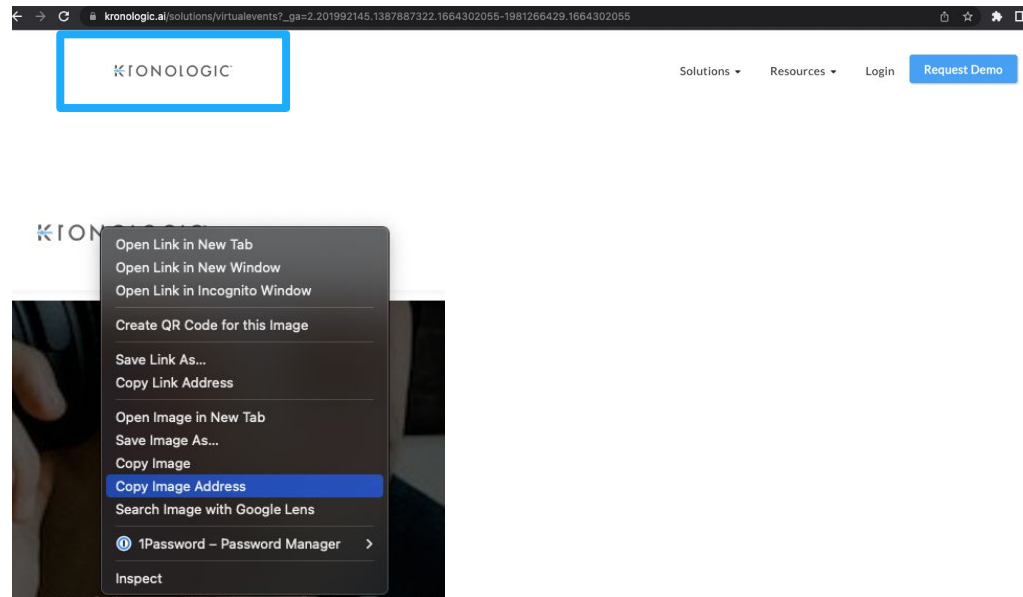 kronologic.ai/solutions/virtualevents?_ga=2.201992145.1387887322.1664302055-1981266429.1664302055
KRONOLOGIC
Solutions
Resources
Login
Request Demo
Open Link in New Tab
Open Link in New Window
Open Link in Incognito Window
Create QR Code for this Image
Save Link As...
Copy Link Address
Open Image in New Tab
Save Image As...
Copy Image
Copy Image Address
Search Image with Google Lens
1Password – Password Manager
Inspect